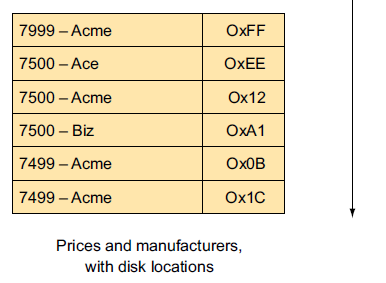 7999 – Acme OxFF
7500 – Ace OxEE
7500 – Acme Ox12
7500 – Biz OxA1
7499 – Acme Ox0B
7499 – Acme Ox1C
Prices and manufacturers,
with disk locations